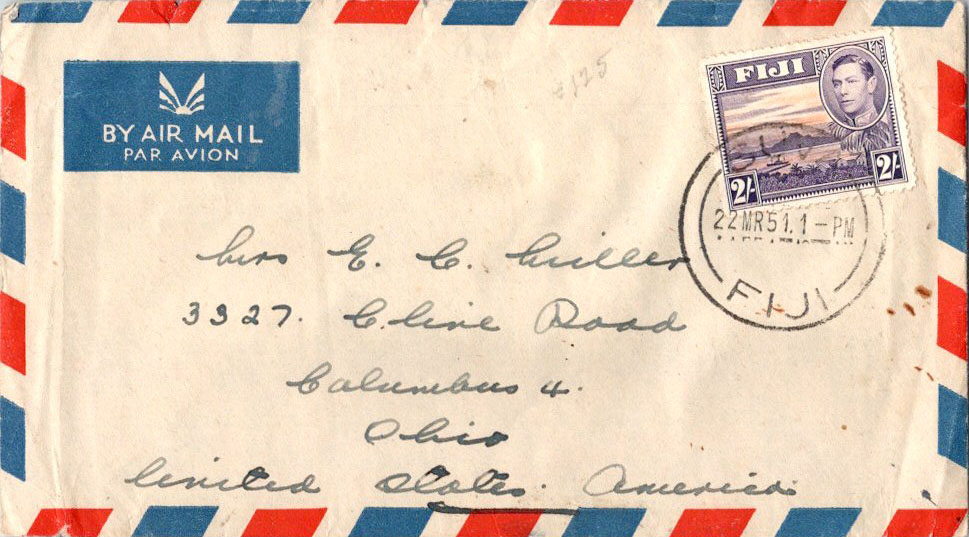 #125
FIJI
2/- 2/-
BY AIR MAIL
PAR AVION
22 MR 51. 1 - PM
FIJI
Mrs E. C. Miller
3327. Cline Road
Columbus 4.
Ohio
United States. America